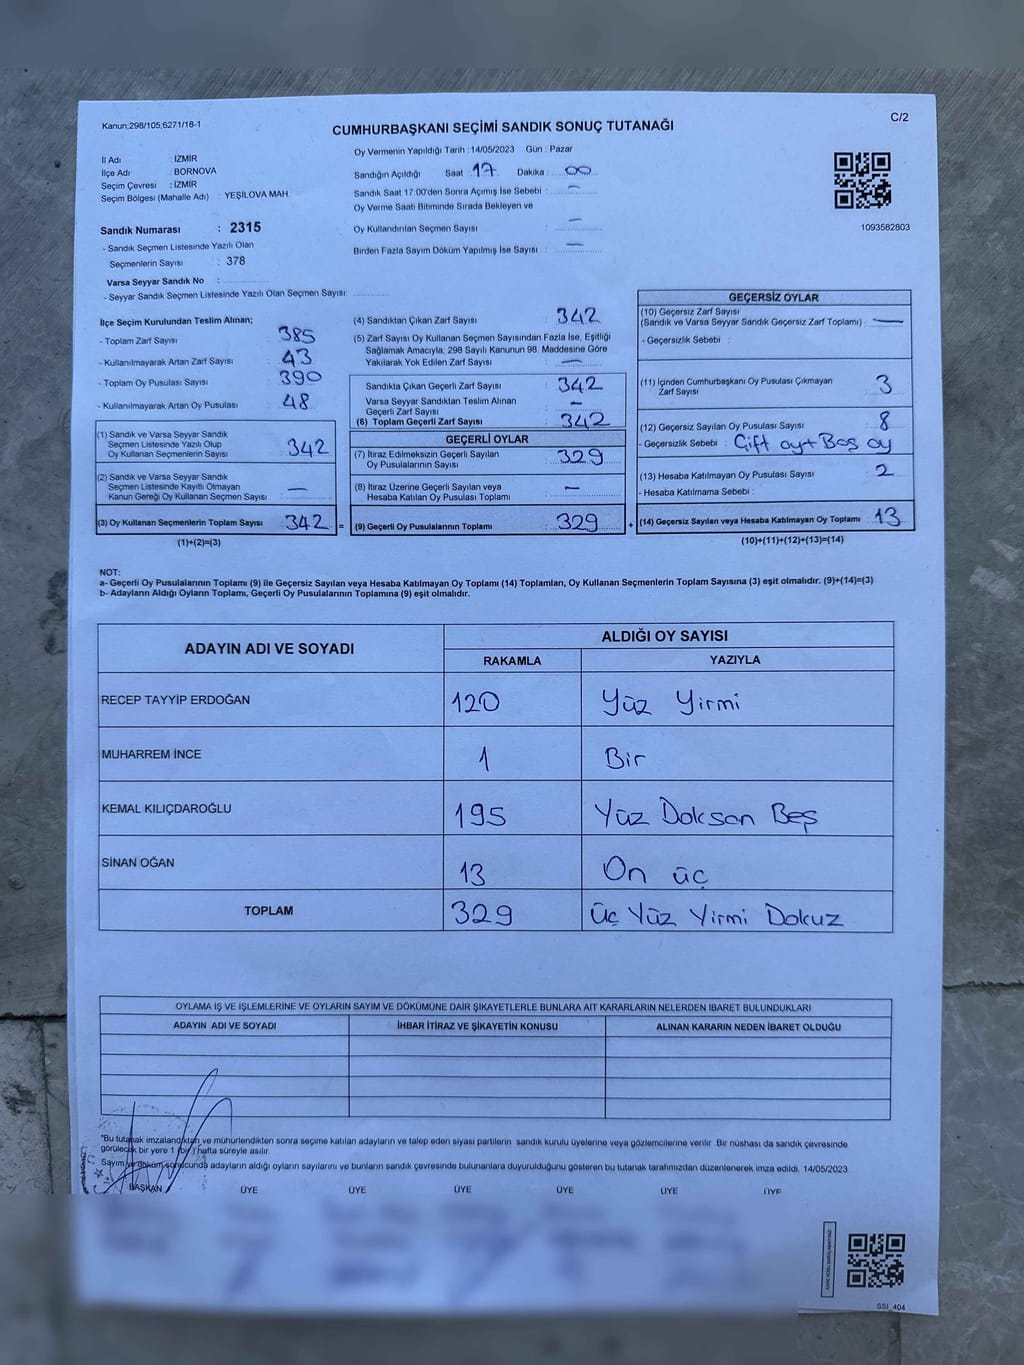 Kanun,298/105,6271/18-1
C/2
CUMHURBAŞKANI SEÇİMİ SANDIK SONUÇ TUTANAĞI
İl Adı : İZMİR
İlçe Adı : BORNOVA
Seçim Çevresi : İZMİR
Seçim Bölgesi (Mahalle Adı) : YEŞİLOVA MAH.
Oy Vermenin Yapıldığı Tarih :14/05/2023 Gün : Pazar
Sandığın Açıldığı Saat 17 Dakika : 00
Sandık Saat 17:00'den Sonra Açımış İse Sebebi : —
Oy Verme Saati Bitiminde Sırada Bekleyen ve
Oy Kullandırılan Seçmen Sayısı : —
Birden Fazla Sayım Döküm Yapılmış İse Sayısı : —
1093582803
Sandık Numarası : 2315
- Sandık Seçmen Listesinde Yazılı Olan
Seçmenlerin Sayısı : 378
Varsa Seyyar Sandık No :
- Seyyar Sandık Seçmen Listesinde Yazılı Olan Seçmen Sayısı:
İlçe Seçim Kurulundan Teslim Alınan;
- Toplam Zarf Sayısı : 385
- Kullanılmayarak Artan Zarf Sayısı : 43
- Toplam Oy Pusulası Sayısı : 390
- Kullanılmayarak Artan Oy Pusulası : 48
(1) Sandık ve Varsa Seyyar Sandık
Seçmen Listesinde Yazılı Olup
Oy Kullanan Seçmenlerin Sayısı : 342
(2) Sandık ve Varsa Seyyar Sandık
Seçmen Listesinde Kayıtlı Olmayan
Kanun Gereği Oy Kullanan Seçmen Sayısı : —
(3) Oy Kullanan Seçmenlerin Toplam Sayısı : 342 =
(1)+(2)=(3)
(4) Sandıktan Çıkan Zarf Sayısı : 342
(5) Zarf Sayısı Oy Kullanan Seçmen Sayısından Fazla İse, Eşitliği
Sağlamak Amacıyla; 298 Sayılı Kanunun 98. Maddesine Göre
Yakılarak Yok Edilen Zarf Sayısı : —
Sandıkta Çıkan Geçerli Zarf Sayısı : 342
Varsa Seyyar Sandıktan Teslim Alınan
Geçerli Zarf Sayısı : —
(6) Toplam Geçerli Zarf Sayısı : 342
GEÇERLİ OYLAR
(7) İtiraz Edilmeksizin Geçerli Sayılan
Oy Pusulalarının Sayısı : 329
(8) İtiraz Üzerine Geçerli Sayılan veya
Hesaba Katılan Oy Pusulası Toplamı : —
(9) Geçerli Oy Pusulalarının Toplamı : 329 +
GEÇERSİZ OYLAR
(10) Geçersiz Zarf Sayısı
(Sandık ve Varsa Seyyar Sandık Geçersiz Zarf Toplamı) : —
- Geçersizlik Sebebi :
(11) İçinden Cumhurbaşkanı Oy Pusulası Çıkmayan
Zarf Sayısı : 3
(12) Geçersiz Sayılan Oy Pusulası Sayısı : 8
- Geçersizlik Sebebi : Çift oy + Boş oy
(13) Hesaba Katılmayan Oy Pusulası Sayısı : 2
- Hesaba Katılmama Sebebi :
(14) Geçersiz Sayılan veya Hesaba Katılmayan Oy Toplamı : 13
(10)+(11)+(12)+(13)=(14)
NOT:
a- Geçerli Oy Pusulalarının Toplamı (9) ile Geçersiz Sayılan veya Hesaba Katılmayan Oy Toplamı (14) Toplamları, Oy Kullanan Seçmenlerin Toplam Sayısına (3) eşit olmalıdır. (9)+(14)=(3)
b- Adayların Aldığı Oyların Toplamı, Geçerli Oy Pusulalarının Toplamına (9) eşit olmalıdır.
ADAYIN ADI VE SOYADI ALDIĞI OY SAYISI
RAKAMLA YAZIYLA
RECEP TAYYİP ERDOĞAN 120 Yüz Yirmi
MUHARREM İNCE 1 Bir
KEMAL KILIÇDAROĞLU 195 Yüz Doksan Beş
SİNAN OĞAN 13 On üç
TOPLAM 329 Üç Yüz Yirmi Dokuz
OYLAMA İŞ VE İŞLEMLERİNE VE OYLARIN SAYIM VE DÖKÜMÜNE DAİR ŞİKAYETLERLE BUNLARA AİT KARARLARIN NELERDEN İBARET BULUNDUKLARI
ADAYIN ADI VE SOYADI İHBAR İTİRAZ VE ŞİKAYETİN KONUSU ALINAN KARARIN NEDEN İBARET OLDUĞU
*Bu tutanak imzalandıktan ve mühürlendikten sonra seçime katılan adayların ve talep eden siyasi partilerin sandık kurulu üyelerine veya gözlemcilerine verilir. Bir nüshası da sandık çevresinde
görülecek bir yere 1 (bir) hafta süreyle asılır.
Sayım ve döküm sonucunda adayların aldığı oyların sayılarını ve bunların sandık çevresinde bulunanlara duyurulduğunu gösteren bu tutanak tarafımızdan düzenlenerek imza edildi. 14/05/2023
BAŞKAN ÜYE ÜYE ÜYE ÜYE ÜYE ÜYE
SSI_404